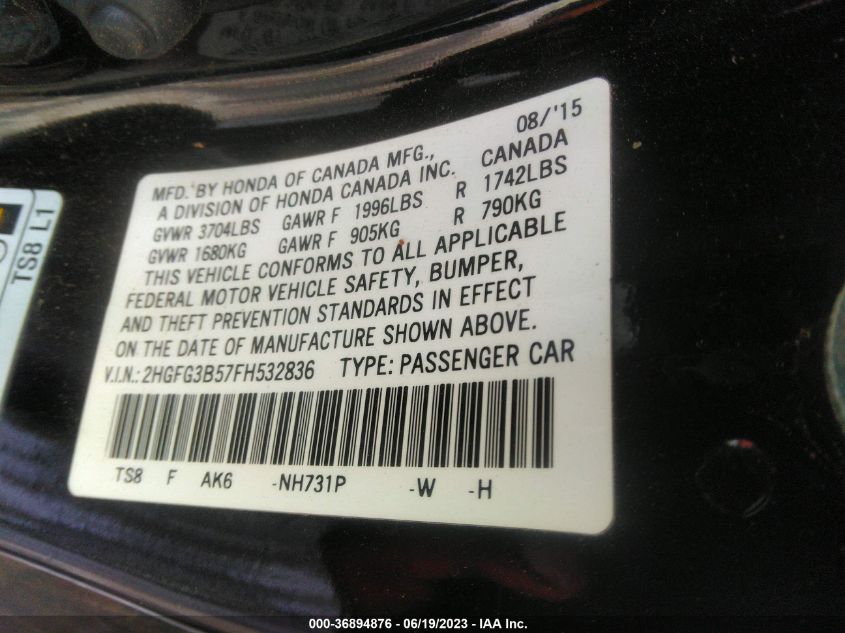 08/'15
MFD. BY HONDA OF CANADA MFG., CANADA
A DIVISION OF HONDA CANADA INC.
GVWR 3704LBS GAWR F 1996LBS R 1742LBS
GVWR 1680KG GAWR F 905KG R 790KG
THIS VEHICLE CONFORMS TO ALL APPLICABLE
FEDERAL MOTOR VEHICLE SAFETY, BUMPER,
AND THEFT PREVENTION STANDARDS IN EFFECT
ON THE DATE OF MANUFACTURE SHOWN ABOVE.
V.I.N.: 2HGFG3B57FH532836 TYPE: PASSENGER CAR
TS8 F AK6 -NH731P -W -H
TS8 L1
000-36894876 - 06/19/2023 - IAA Inc.